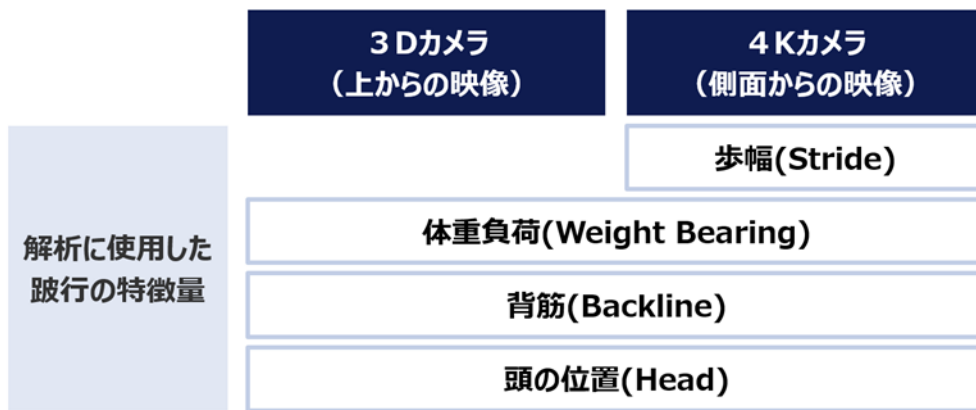 ３Dカメラ
（上からの映像）
４Kカメラ
（側面からの映像）
解析に使用した
跛行の特徴量
歩幅(Stride)
体重負荷(Weight Bearing)
背筋(Backline)
頭の位置(Head)